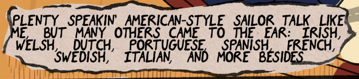 PLENTY SPEAKIN' AMERICAN-STYLE SAILOR TALK LIKE
ME, BUT MANY OTHERS CAME TO THE EAR: IRISH,
WELSH, DUTCH, PORTUGUESE, SPANISH, FRENCH,
SWEDISH, ITALIAN, AND MORE BESIDES